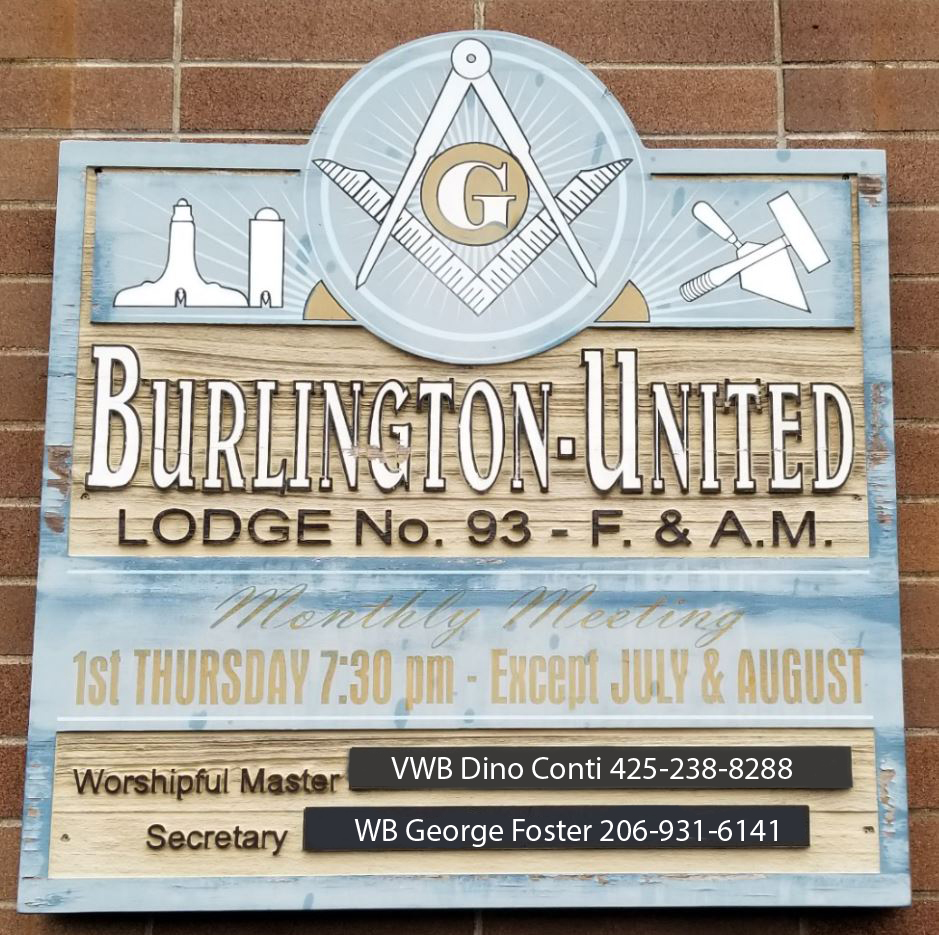 G
BURLINGTON-UNITED
LODGE No. 93 - F. & A.M.
Monthly Meeting
1st THURSDAY 7:30 pm - Except JULY & AUGUST
Worshipful Master VWB Dino Conti 425-238-8288
Secretary WB George Foster 206-931-6141